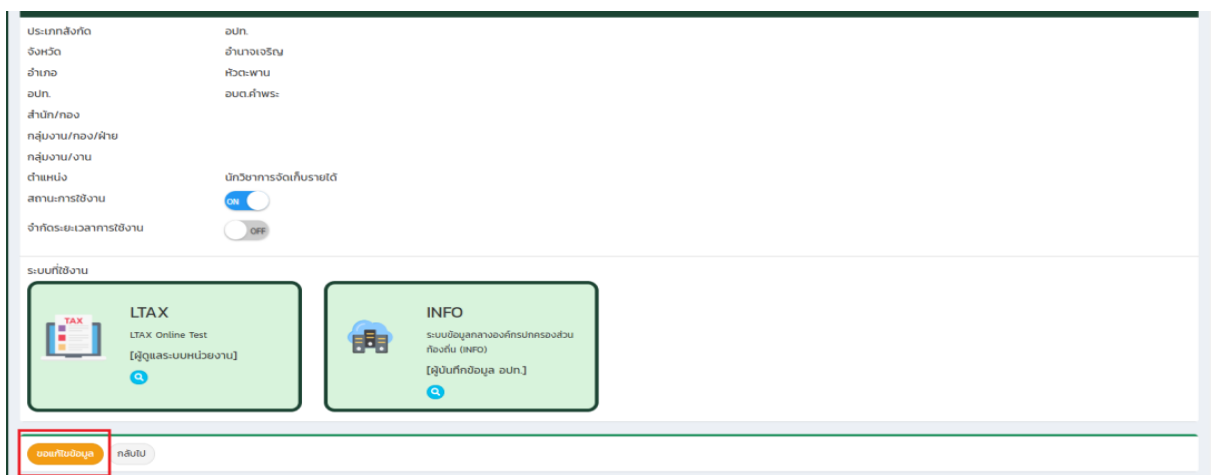 ประเภทสังกัด อปท.
จังหวัด อำนาจเจริญ
อำเภอ หัวตะพาน
อปท. อบต.คำพระ
สำนัก/กอง
กลุ่มงาน/กอง/ฝ่าย
กลุ่มงาน/งาน
ตำแหน่ง นักวิชาการจัดเก็บรายได้
สถานะการใช้งาน ON
จำกัดระยะเวลาการใช้งาน OFF
ระบบที่ใช้งาน
TAX
LTAX
LTAX Online Test
[ผู้ดูแลระบบหน่วยงาน]
INFO
ระบบข้อมูลกลางองค์กรปกครองส่วน
ท้องถิ่น (INFO)
[ผู้บันทึกข้อมูล อปท.]
ขอแก้ไขข้อมูล กลับไป